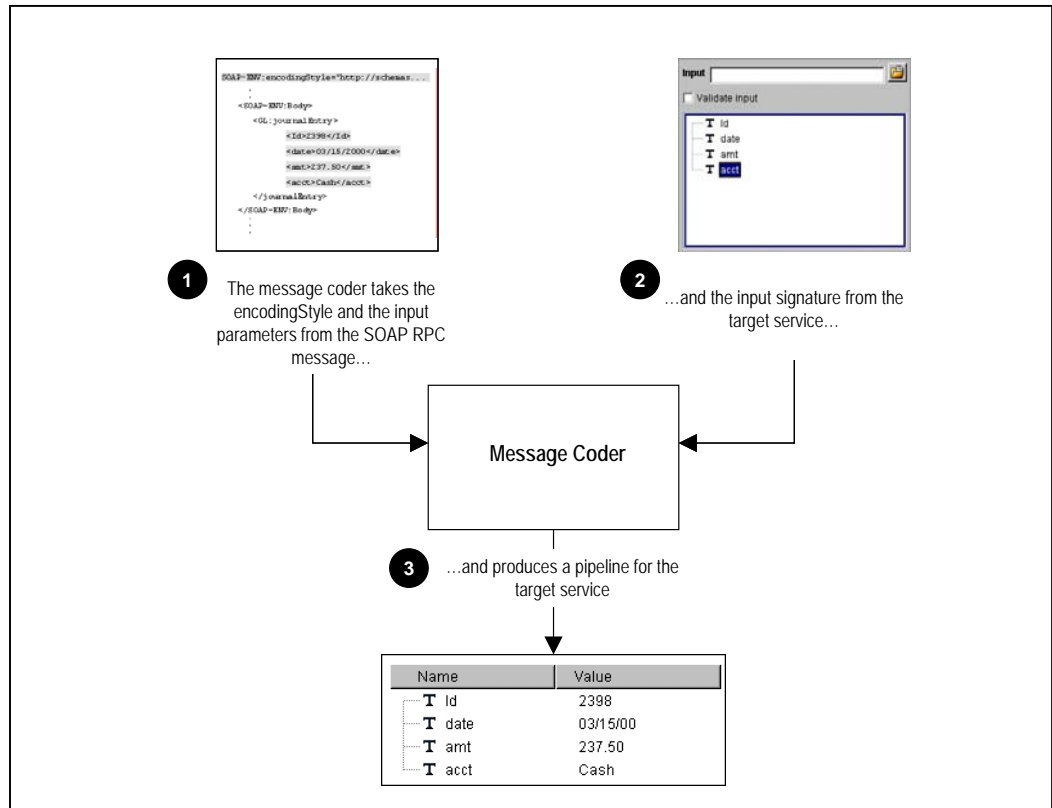 SOAP-ENV:encodingStyle="http://schemas...
:
<SOAP-ENV:Body>
<GL:journalEntry>
<Id>2398</Id>
<date>03/15/2000</date>
<amt>237.50</amt>
<acct>Cash</acct>
</journalEntry>
</SOAP-ENV:Body>
:
Input
Validate input
T Id
T date
T amt
T acct
1
The message coder takes the
encodingStyle and the input
parameters from the SOAP RPC
message…
2
…and the input signature from the
target service…
Message Coder
3
…and produces a pipeline for the
target service
Name Value
T Id 2398
T date 03/15/00
T amt 237.50
T acct Cash